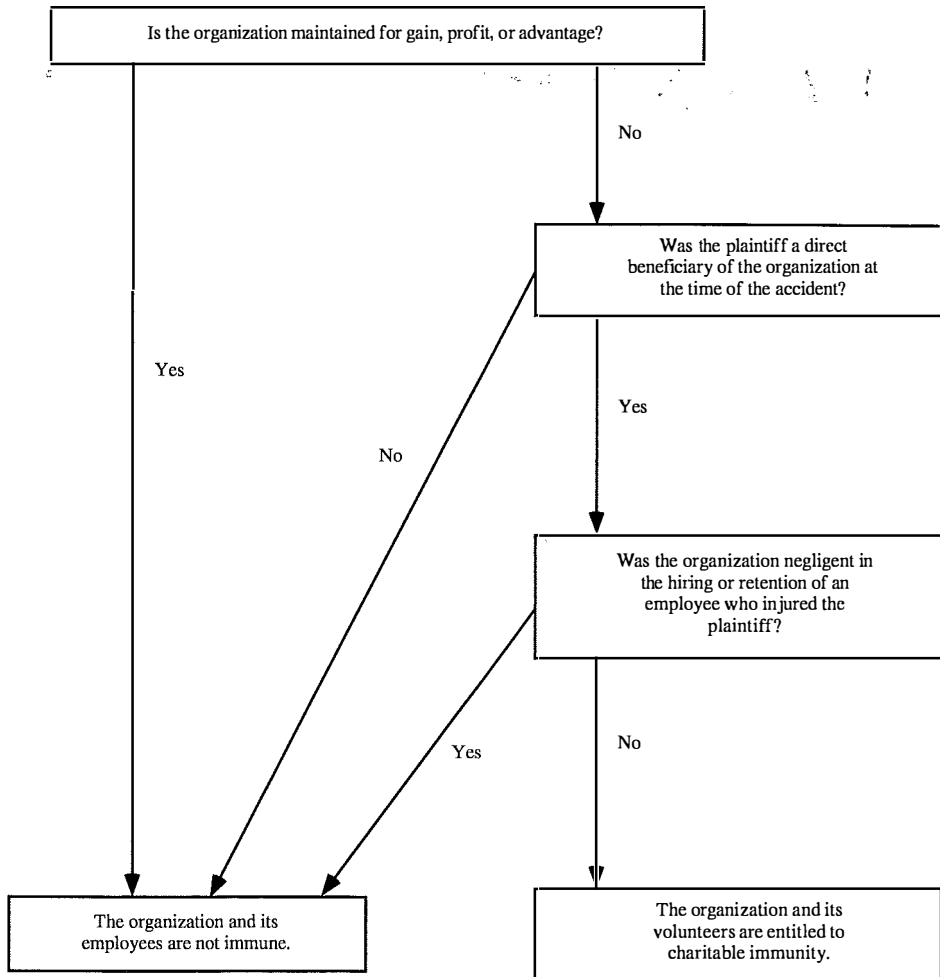 Is the organization maintained for gain, profit, or advantage?
No
Was the plaintiff a direct
beneficiary of the organization at
the time of the accident?
Yes
Yes
No
Was the organization negligent in
the hiring or retention of an
employee who injured the
plaintiff?
Yes
No
The organization and its
employees are not immune.
The organization and its
volunteers are entitled to
charitable immunity.